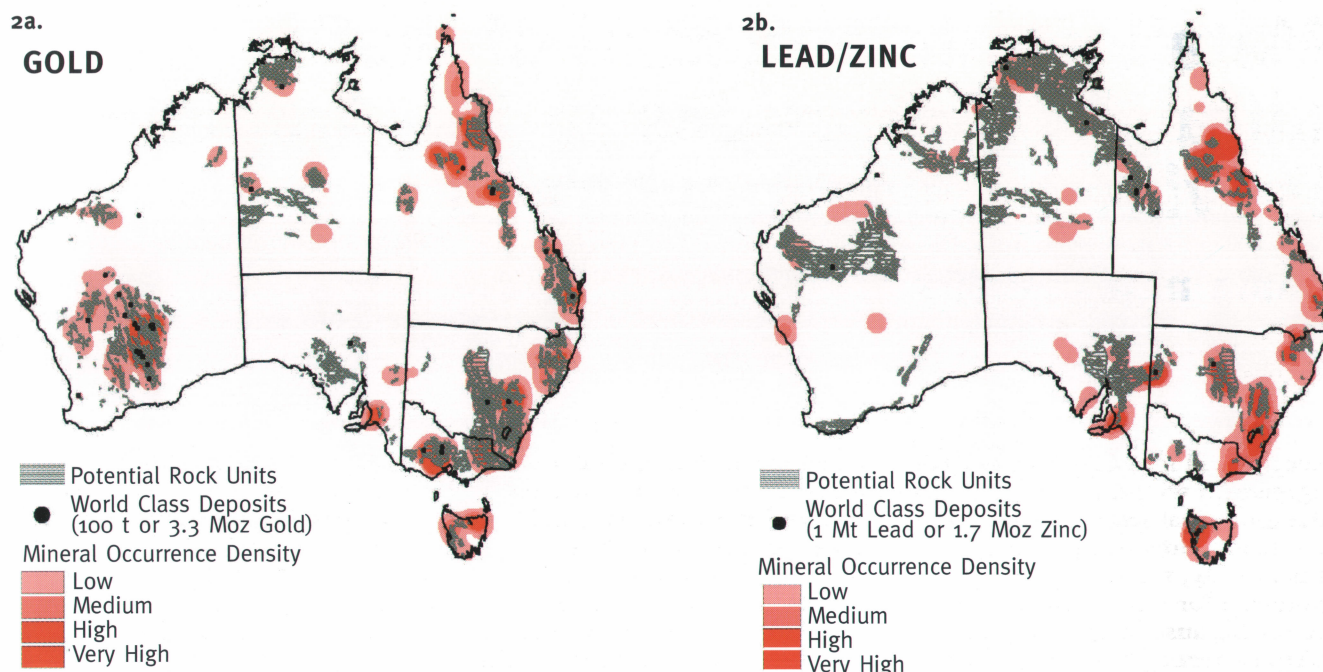 2a.
GOLD
Potential Rock Units
World Class Deposits
(100 t or 3.3 Moz Gold)
Mineral Occurrence Density
Low
Medium
High
Very High
2b.
LEAD/ZINC
Potential Rock Units
World Class Deposits
(1 Mt Lead or 1.7 Moz Zinc)
Mineral Occurrence Density
Low
Medium
High
Very High